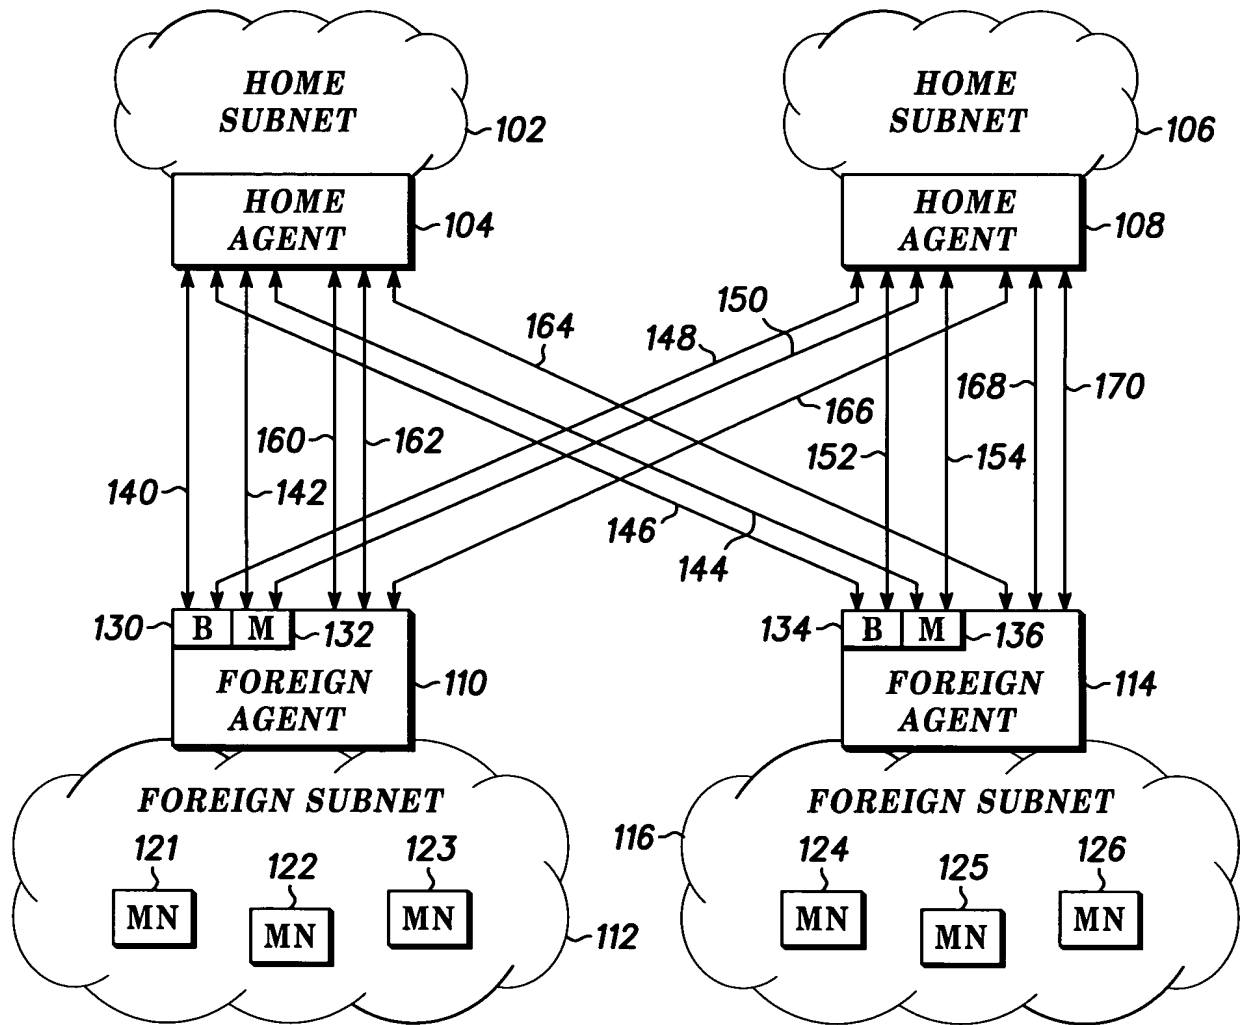 HOME
SUBNET
102
HOME
SUBNET
106
HOME
AGENT
104
HOME
AGENT
108
150
148
164
168
170
166
160
162
152
154
140
142
146
144
130
B
M
132
134
B
M
136
FOREIGN
AGENT
110
FOREIGN
AGENT
114
FOREIGN SUBNET
FOREIGN SUBNET
116
121
122
123
124
125
126
MN
MN
MN
MN
MN
MN
112